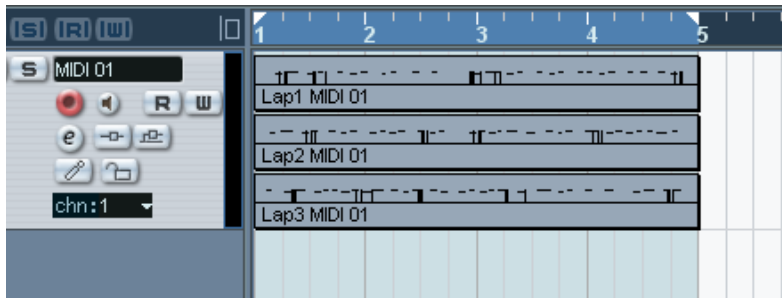 (S) (R) (W)
1 2 3 4 5
S MIDI 01
R W
e
chn:1
Lap1 MIDI 01
Lap2 MIDI 01
Lap3 MIDI 01